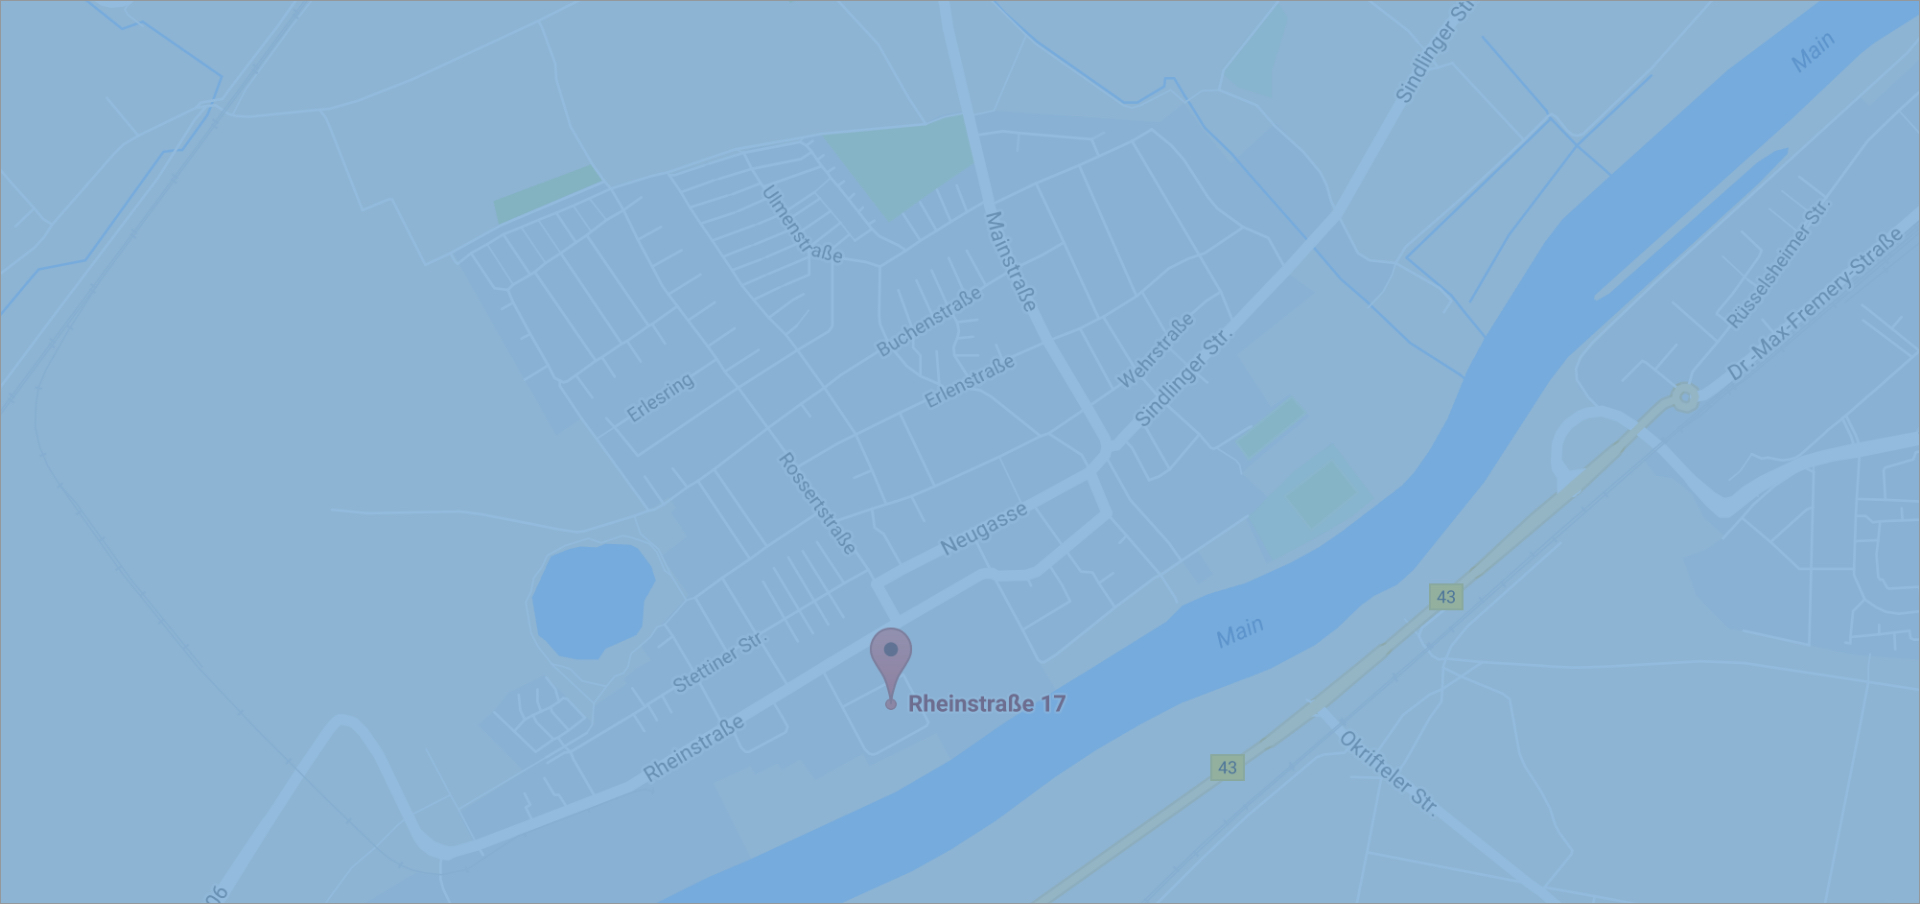 Main
Sindlinger Str
Ulmenstraße
Mainstraße
Rüsselsheimer Str.
Dr.-Max-Fremery-Straße
Buchenstraße
Wehrstraße
Sindlinger Str.
Erlenstraße
Erlesring
Rossertstraße
Neugasse
43
Main
Stettiner Str.
Rheinstraße 17
Rheinstraße
43
Okrifteler Str.
06